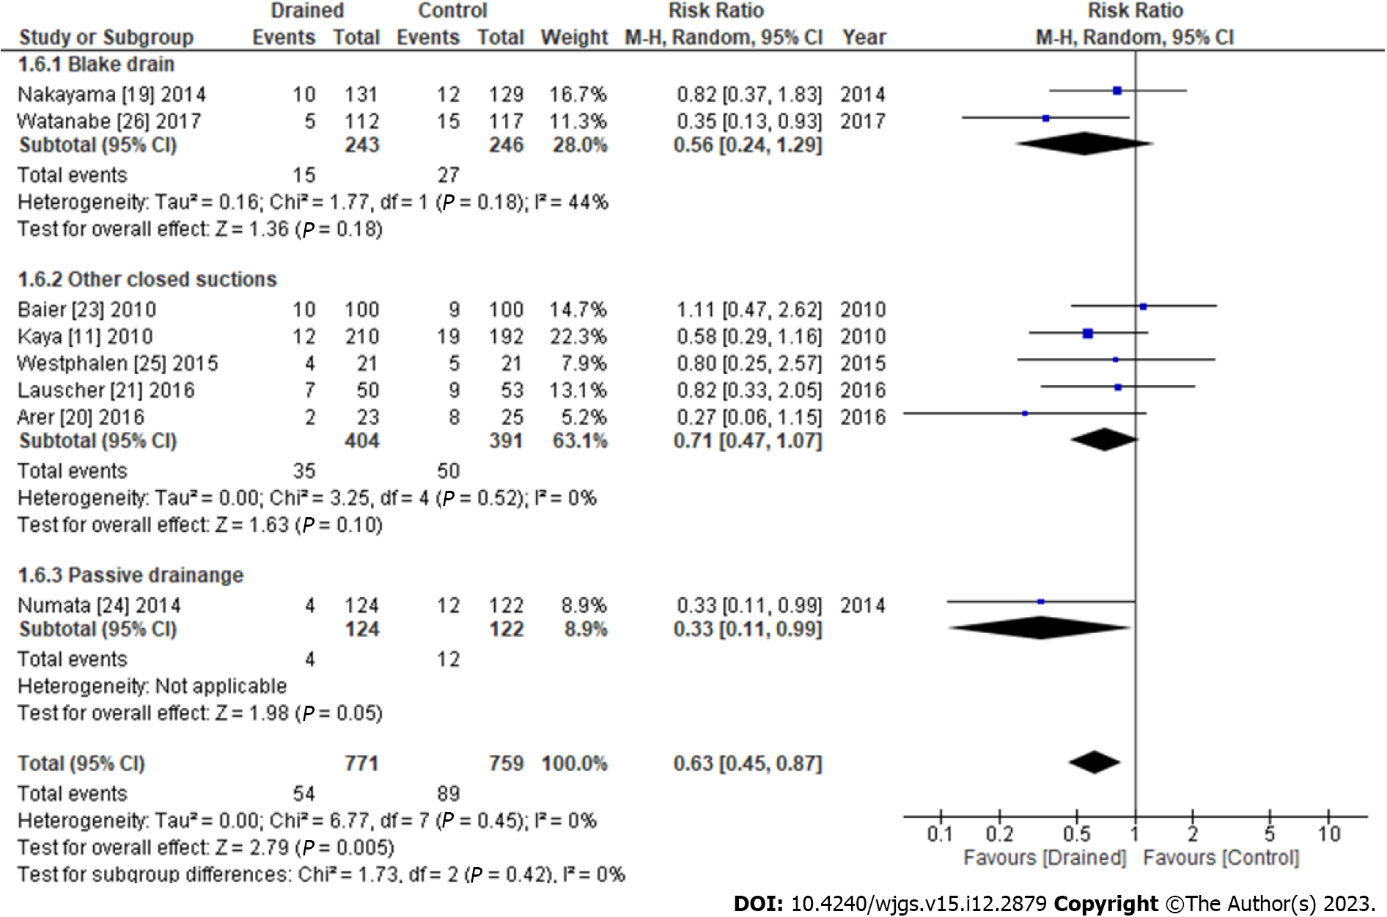 Drained Control Risk Ratio Risk Ratio
Study or Subgroup Events Total Events Total Weight M-H, Random, 95% CI Year M-H, Random, 95% CI
1.6.1 Blake drain
Nakayama [19] 2014 10 131 12 129 16.7% 0.82 [0.37, 1.83] 2014
Watanabe [26] 2017 5 112 15 117 11.3% 0.35 [0.13, 0.93] 2017
Subtotal (95% CI) 243 246 28.0% 0.56 [0.24, 1.29]
Total events 15 27
Heterogeneity: Tau² = 0.16; Chi² = 1.77, df = 1 (P = 0.18); I² = 44%
Test for overall effect: Z = 1.36 (P = 0.18)
1.6.2 Other closed suctions
Baier [23] 2010 10 100 9 100 14.7% 1.11 [0.47, 2.62] 2010
Kaya [11] 2010 12 210 19 192 22.3% 0.58 [0.29, 1.16] 2010
Westphalen [25] 2015 4 21 5 21 7.9% 0.80 [0.25, 2.57] 2015
Lauscher [21] 2016 7 50 9 53 13.1% 0.82 [0.33, 2.05] 2016
Arer [20] 2016 2 23 8 25 5.2% 0.27 [0.06, 1.15] 2016
Subtotal (95% CI) 404 391 63.1% 0.71 [0.47, 1.07]
Total events 35 50
Heterogeneity: Tau² = 0.00; Chi² = 3.25, df = 4 (P = 0.52); I² = 0%
Test for overall effect: Z = 1.63 (P = 0.10)
1.6.3 Passive drainange
Numata [24] 2014 4 124 12 122 8.9% 0.33 [0.11, 0.99] 2014
Subtotal (95% CI) 124 122 8.9% 0.33 [0.11, 0.99]
Total events 4 12
Heterogeneity: Not applicable
Test for overall effect: Z = 1.98 (P = 0.05)
Total (95% CI) 771 759 100.0% 0.63 [0.45, 0.87]
Total events 54 89
Heterogeneity: Tau² = 0.00; Chi² = 6.77, df = 7 (P = 0.45); I² = 0%
Test for overall effect: Z = 2.79 (P = 0.005)
Test for subgroup differences: Chi² = 1.73, df = 2 (P = 0.42), I² = 0%
0.1 0.2 0.5 1 2 5 10
Favours [Drained] Favours [Control]
DOI: 10.4240/wjgs.v15.i12.2879 Copyright ©The Author(s) 2023.